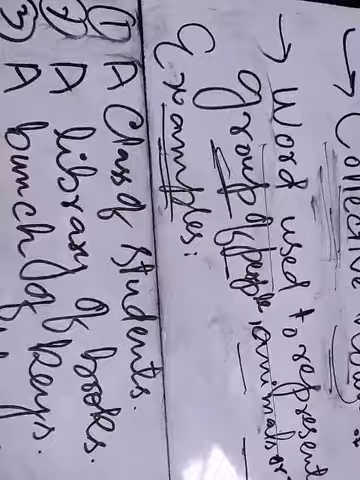 → Collective
→ Word used to represent
group of people, animals or
Examples:
① A Class of students.
② A library of books.
③ A bunch of keys.